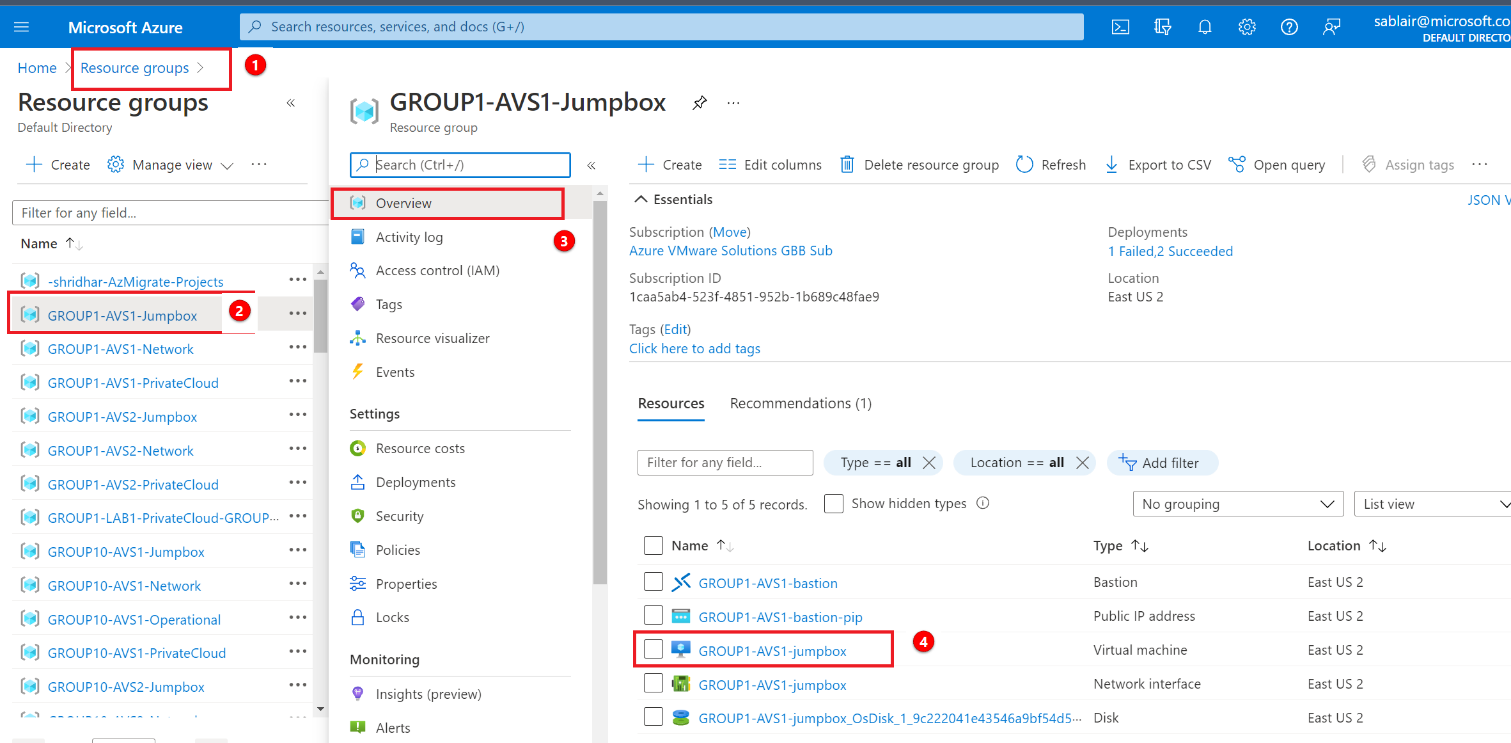 Microsoft Azure
Search resources, services, and docs (G+/)
sablair@microsoft.co
DEFAULT DIRECTO
Home > Resource groups >
1
Resource groups
«
Default Directory
Create
Manage view
...
Filter for any field...
Name ↑↓
-shridhar-AzMigrate-Projects ...
GROUP1-AVS1-Jumpbox ...
2
GROUP1-AVS1-Network ...
GROUP1-AVS1-PrivateCloud ...
GROUP1-AVS2-Jumpbox ...
GROUP1-AVS2-Network ...
GROUP1-AVS2-PrivateCloud ...
GROUP1-LAB1-PrivateCloud-GROUP... ...
GROUP10-AVS1-Jumpbox ...
GROUP10-AVS1-Network ...
GROUP10-AVS1-Operational ...
GROUP10-AVS1-PrivateCloud ...
GROUP10-AVS2-Jumpbox ...
GROUP1-AVS1-Jumpbox
...
Resource group
Search (Ctrl+/)
«
Overview
3
Activity log
Access control (IAM)
Tags
Resource visualizer
Events
Settings
Resource costs
Deployments
Security
Policies
Properties
Locks
Monitoring
Insights (preview)
Alerts
Create
Edit columns
Delete resource group
Refresh
Export to CSV
Open query
Assign tags
...
Essentials
JSON V
Subscription (Move)
Azure VMware Solutions GBB Sub
Subscription ID
1caa5ab4-523f-4851-952b-1b689c48fae9
Tags (Edit)
Click here to add tags
Deployments
1 Failed,2 Succeeded
Location
East US 2
Resources
Recommendations (1)
Filter for any field...
Type == all
Location == all
Add filter
Showing 1 to 5 of 5 records.
Show hidden types
No grouping
List view
Name ↑↓ Type ↑↓ Location ↑↓
GROUP1-AVS1-bastion Bastion East US 2
GROUP1-AVS1-bastion-pip Public IP address East US 2
GROUP1-AVS1-jumpbox Virtual machine East US 2
4
GROUP1-AVS1-jumpbox Network interface East US 2
GROUP1-AVS1-jumpbox_OsDisk_1_9c222041e43546a9bf54d5... Disk East US 2